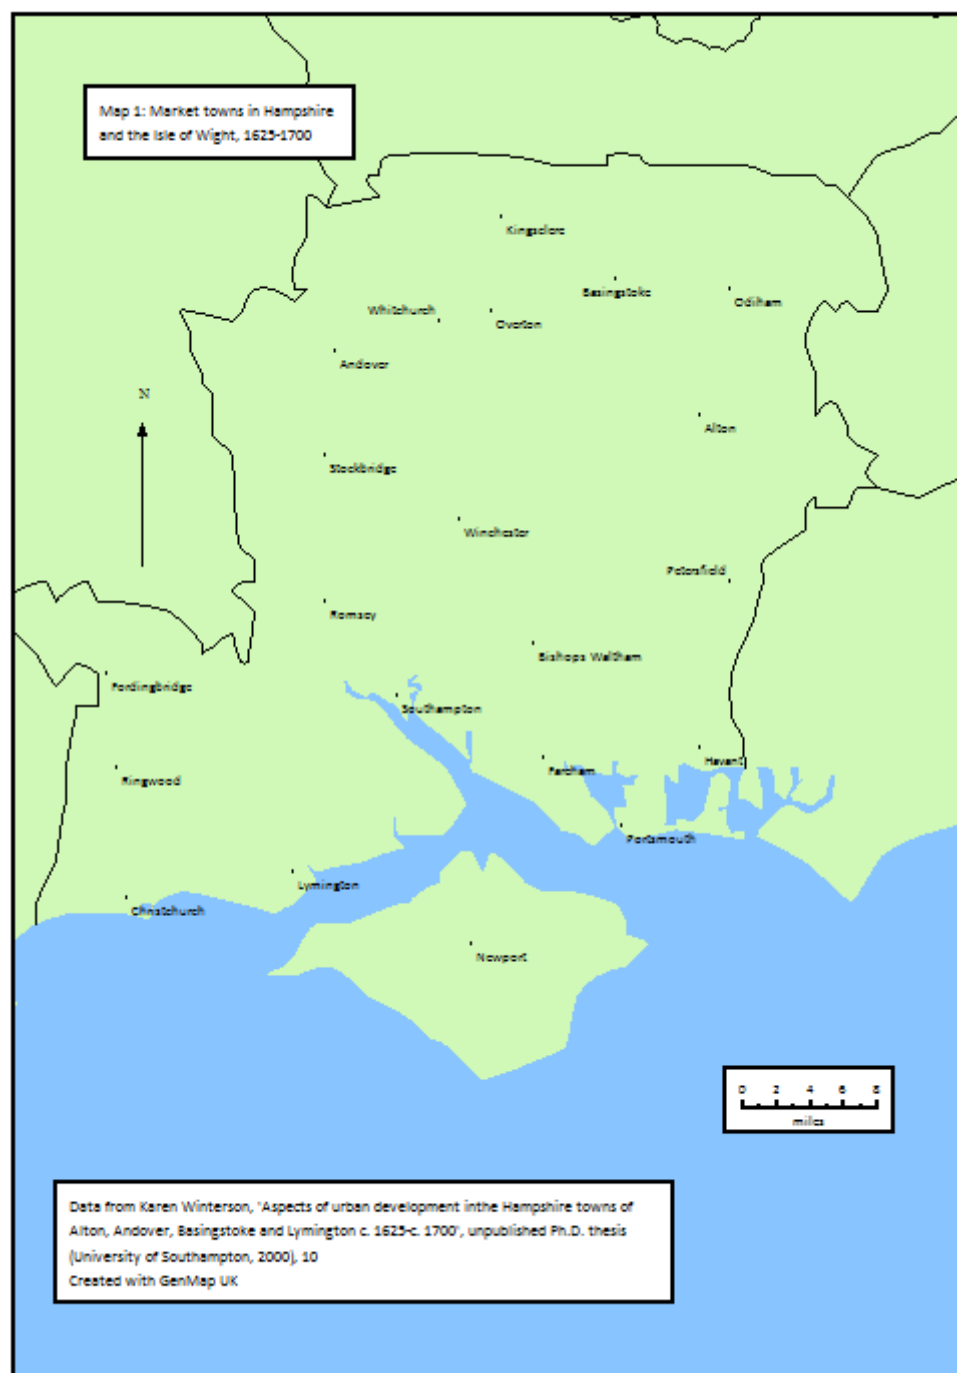 Map 1: Market towns in Hampshire
and the Isle of Wight, 1625-1700
Kingsclere
Basingstoke
Odiham
Whitchurch
Overton
Andover
N
Alton
Stockbridge
Winchester
Petersfield
Romsey
Bishops Waltham
Fordingbridge
Southampton
Havant
Fareham
Ringwood
Portsmouth
Lymington
Christchurch
Newport
0 2 4 6 8
miles
Data from Karen Winterson, 'Aspects of urban development inthe Hampshire towns of
Alton, Andover, Basingstoke and Lymington c. 1625-c. 1700', unpublished Ph.D. thesis
(University of Southampton, 2000), 10
Created with GenMap UK